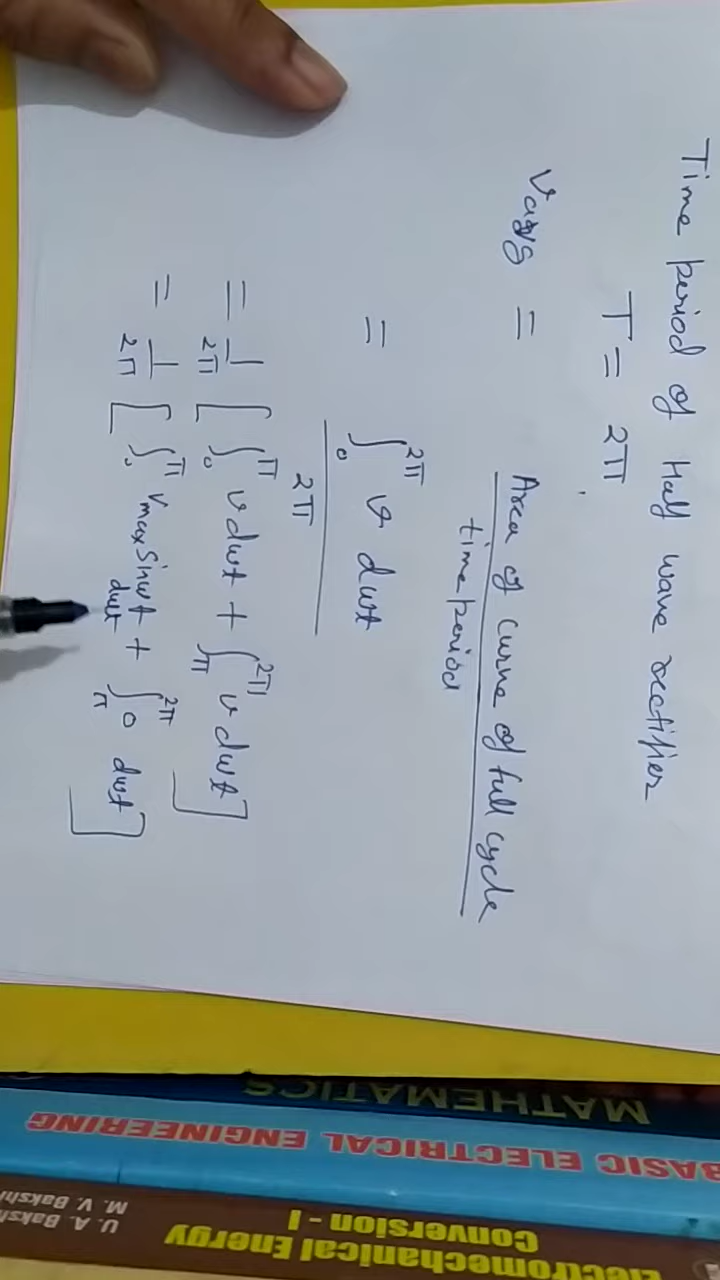 Time period of Half wave rectifier
T = 2π
Vavg = Area of curve of full cycle / time period
= ∫₀^2π v dωt / 2π
= 1/2π [ ∫₀^π v dωt + ∫π^2π v dωt ]
= 1/2π [ ∫₀^π Vmax Sinωt dωt + ∫π^2π 0 dωt ]
MATHEMATICS
BASIC ELECTRICAL ENGINEERING
Electromechanical Energy
Conversion - I
U. A. Bakshi
M. V. Bakshi